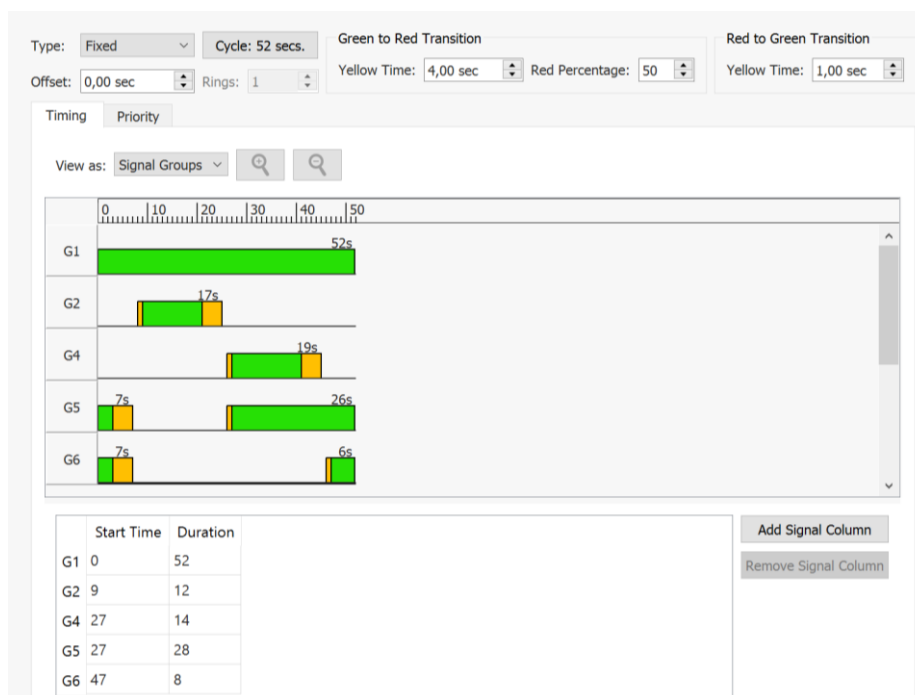 Green to Red Transition
Red to Green Transition
Type: Fixed Cycle: 52 secs.
Yellow Time: 4,00 sec Red Percentage: 50 Yellow Time: 1,00 sec
Offset: 0,00 sec Rings: 1
Timing Priority
View as: Signal Groups
0 10 20 30 40 50
G1 52s
G2 17s
G4 19s
G5 7s 26s
G6 7s 6s
Start Time Duration Add Signal Column
G1 0 52 Remove Signal Column
G2 9 12
G4 27 14
G5 27 28
G6 47 8